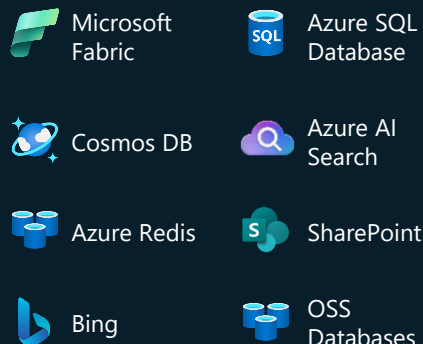 Microsoft
Fabric
Azure SQL
Database
SQL
Cosmos DB
Azure AI
Search
Azure Redis
S
SharePoint
Bing
OSS
Databases